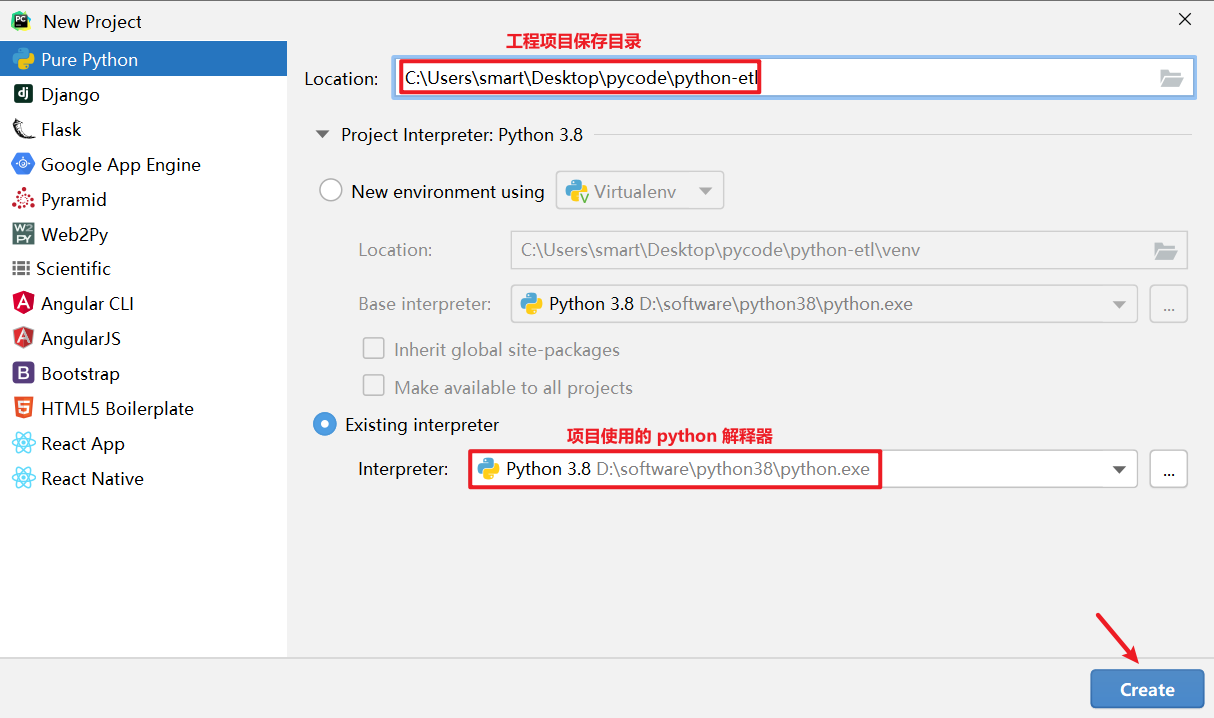 New Project
Pure Python
Django
Flask
Google App Engine
Pyramid
Web2Py
Scientific
Angular CLI
AngularJS
Bootstrap
HTML5 Boilerplate
React App
React Native
工程项目保存目录
Location: C:\Users\smart\Desktop\pycode\python-etl
Project Interpreter: Python 3.8
New environment using Virtualenv
Location: C:\Users\smart\Desktop\pycode\python-etl\venv
Base interpreter: Python 3.8 D:\software\python38\python.exe ...
Inherit global site-packages
Make available to all projects
Existing interpreter
项目使用的 python 解释器
Interpreter: Python 3.8 D:\software\python38\python.exe ...
Create